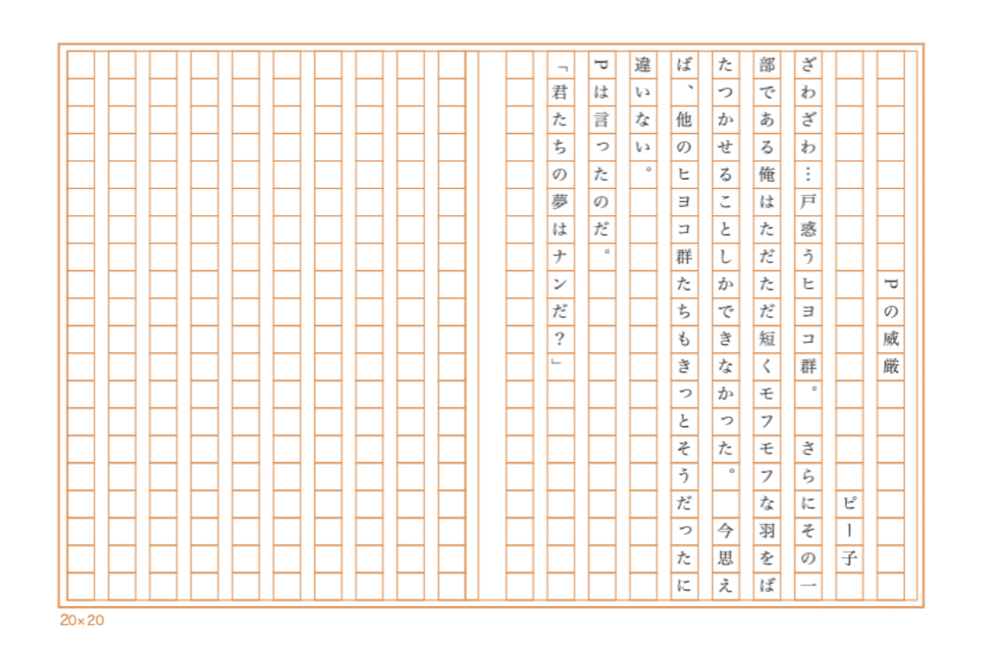 Pの威厳
ピー子
ざわざわ…戸惑うヒヨコ群。　さらにその一
部である俺はただただ短くモフモフな羽をば
たつかせることしかできなかった。　今思え
ば、他のヒヨコ群たちもきっとそうだったに
違いない。
Pは言ったのだ。
「君たちの夢はナンだ？」
20×20